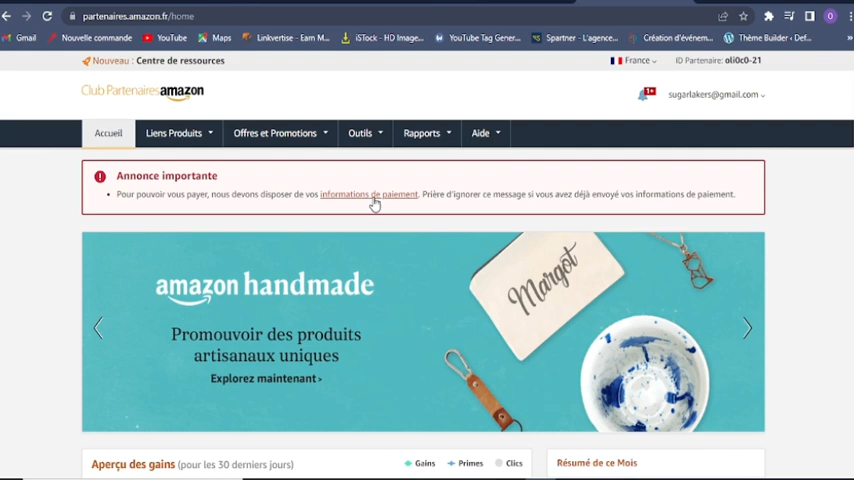 partenaires.amazon.fr/home
O
Gmail
Nouvelle commande
YouTube
Maps
Linkvertise - Earn M...
iStock - HD Image...
YouTube Tag Gener...
Spartner - L'agence...
Création d'événem...
Thème Builder ‹ Def...
Nouveau : Centre de ressources
France
ID Partenaire: oli0c0-21
Club Partenaires amazon
1+
sugarlakers@gmail.com
Accueil
Liens Produits
Offres et Promotions
Outils
Rapports
Aide
Annonce importante
Pour pouvoir vous payer, nous devons disposer de vos informations de paiement. Prière d'ignorer ce message si vous avez déjà envoyé vos informations de paiement.
amazon handmade
Margot
Promouvoir des produits
artisanaux uniques
Explorez maintenant ›
Aperçu des gains (pour les 30 derniers jours)
Gains
Primes
Clics
Résumé de ce Mois